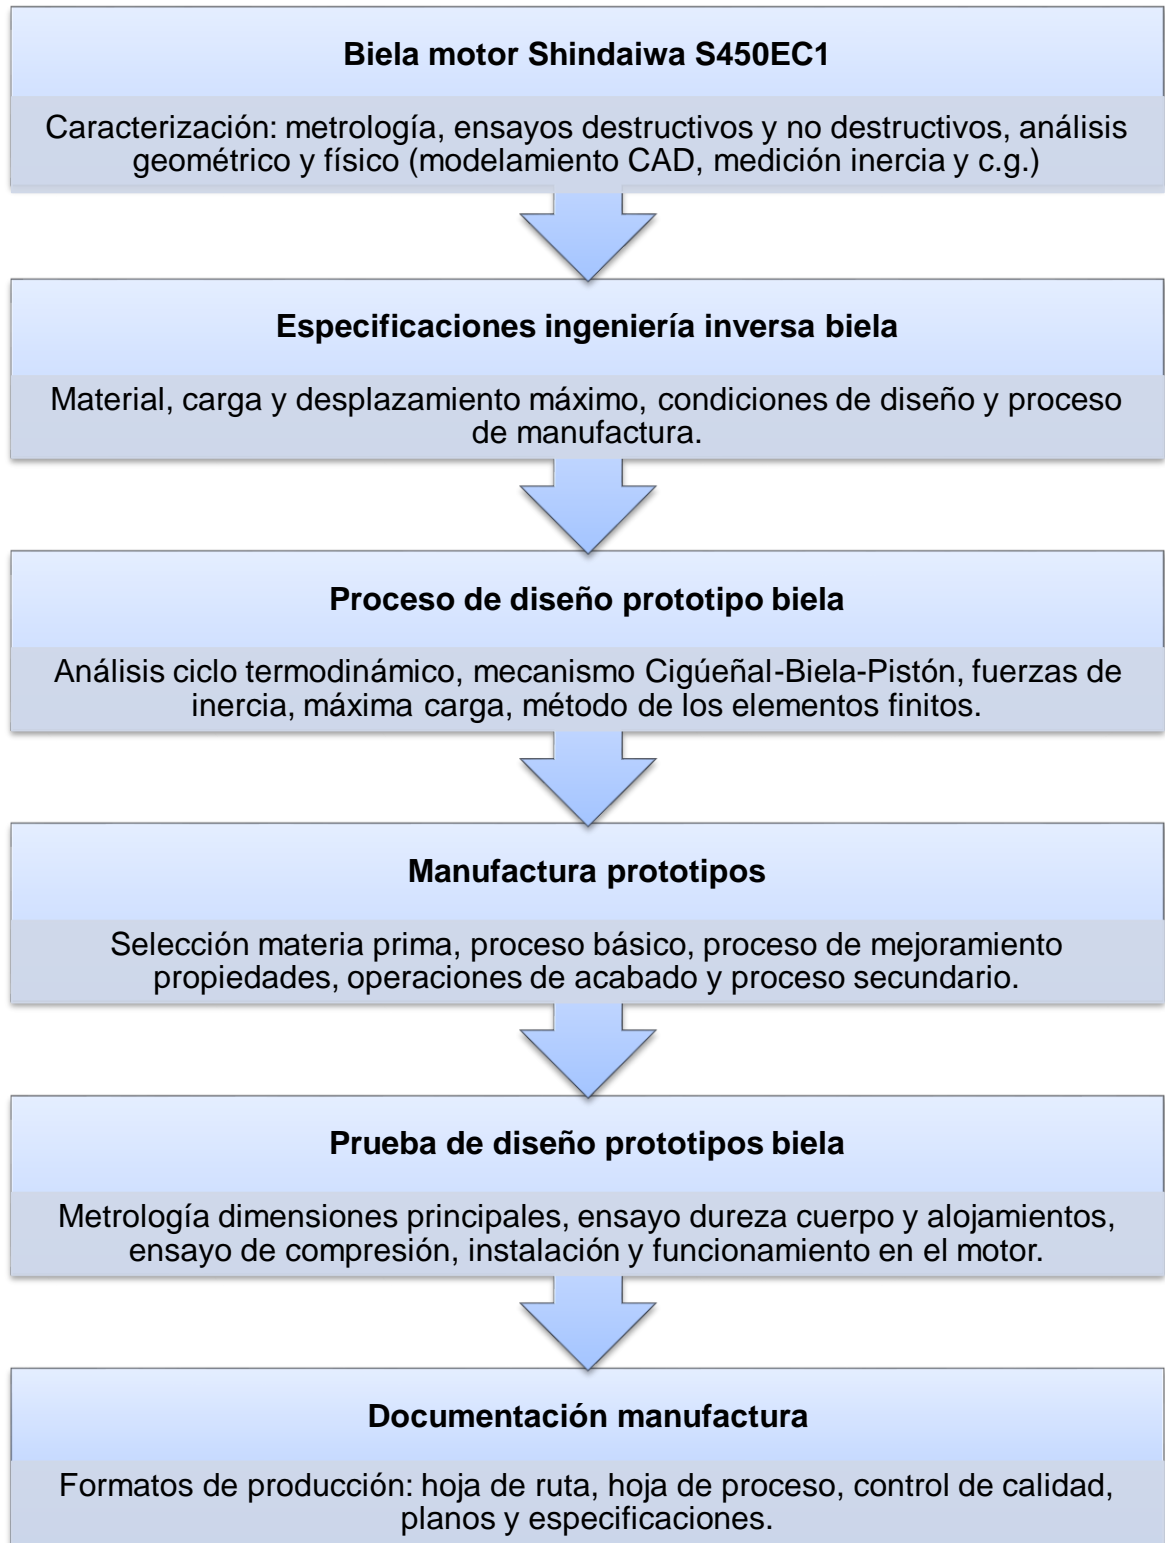 Biela motor Shindaiwa S450EC1
Caracterización: metrología, ensayos destructivos y no destructivos, análisis
geométrico y físico (modelamiento CAD, medición inercia y c.g.)
Especificaciones ingeniería inversa biela
Material, carga y desplazamiento máximo, condiciones de diseño y proceso
de manufactura.
Proceso de diseño prototipo biela
Análisis ciclo termodinámico, mecanismo Cigúeñal-Biela-Pistón, fuerzas de
inercia, máxima carga, método de los elementos finitos.
Manufactura prototipos
Selección materia prima, proceso básico, proceso de mejoramiento
propiedades, operaciones de acabado y proceso secundario.
Prueba de diseño prototipos biela
Metrología dimensiones principales, ensayo dureza cuerpo y alojamientos,
ensayo de compresión, instalación y funcionamiento en el motor.
Documentación manufactura
Formatos de producción: hoja de ruta, hoja de proceso, control de calidad,
planos y especificaciones.